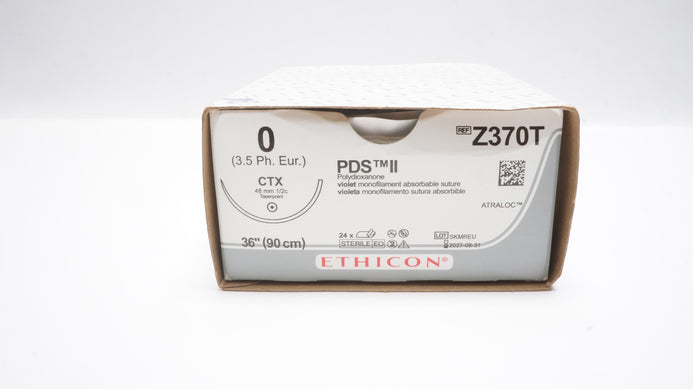 0
(3.5 Ph. Eur.)
CTX
48 mm 1/2c
Taperpoint
36" (90 cm)
PDS™II
Polydioxanone
violet monofilament absorbable suture
violeta monofilamento sutura absorbible
24 x
STERILE EO
REF Z370T
ATRALOC™
LOT SKMREU
2027-08-31
ETHICON®